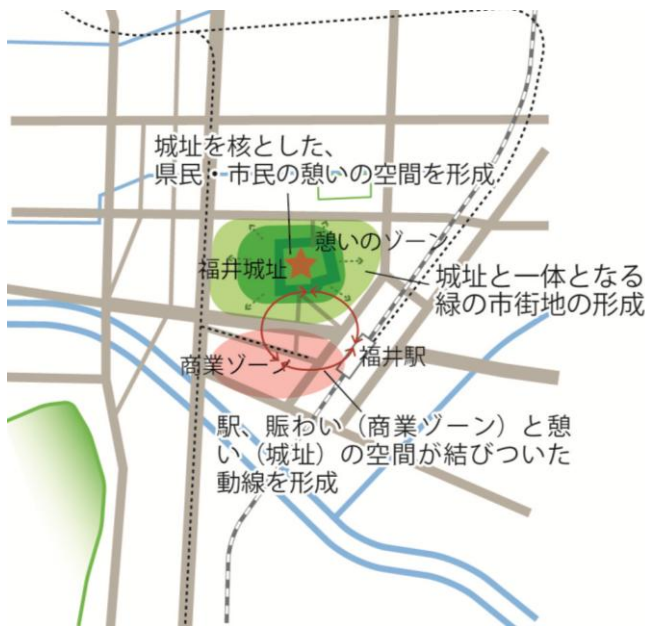 城址を核とした、
県民・市民の憩いの空間を形成
憩いのゾーン
福井城址
城址と一体となる
緑の市街地の形成
商業ゾーン
福井駅
駅、賑わい（商業ゾーン）と憩
い（城址）の空間が結びついた
動線を形成